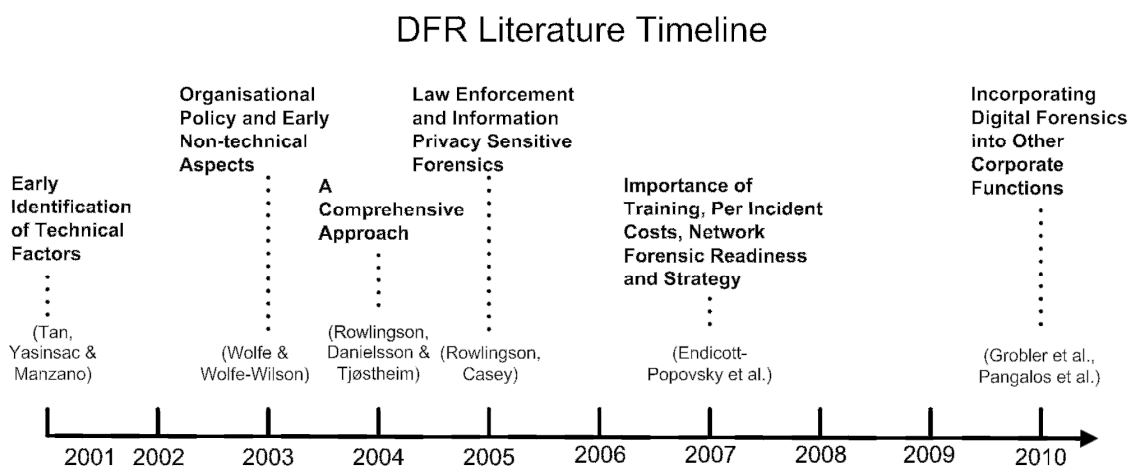 DFR Literature Timeline
Early
Identification
of Technical
Factors
(Tan,
Yasinsac &
Manzano)
Organisational
Policy and Early
Non-technical
Aspects
(Wolfe &
Wolfe-Wilson)
A
Comprehensive
Approach
(Rowlingson,
Danielsson &
Tjøstheim)
Law Enforcement
and Information
Privacy Sensitive
Forensics
(Rowlingson,
Casey)
Importance of
Training, Per Incident
Costs, Network
Forensic Readiness
and Strategy
(Endicott-
Popovsky et al.)
Incorporating
Digital Forensics
into Other
Corporate
Functions
(Grobler et al.,
Pangalos et al.)
2001 2002 2003 2004 2005 2006 2007 2008 2009 2010